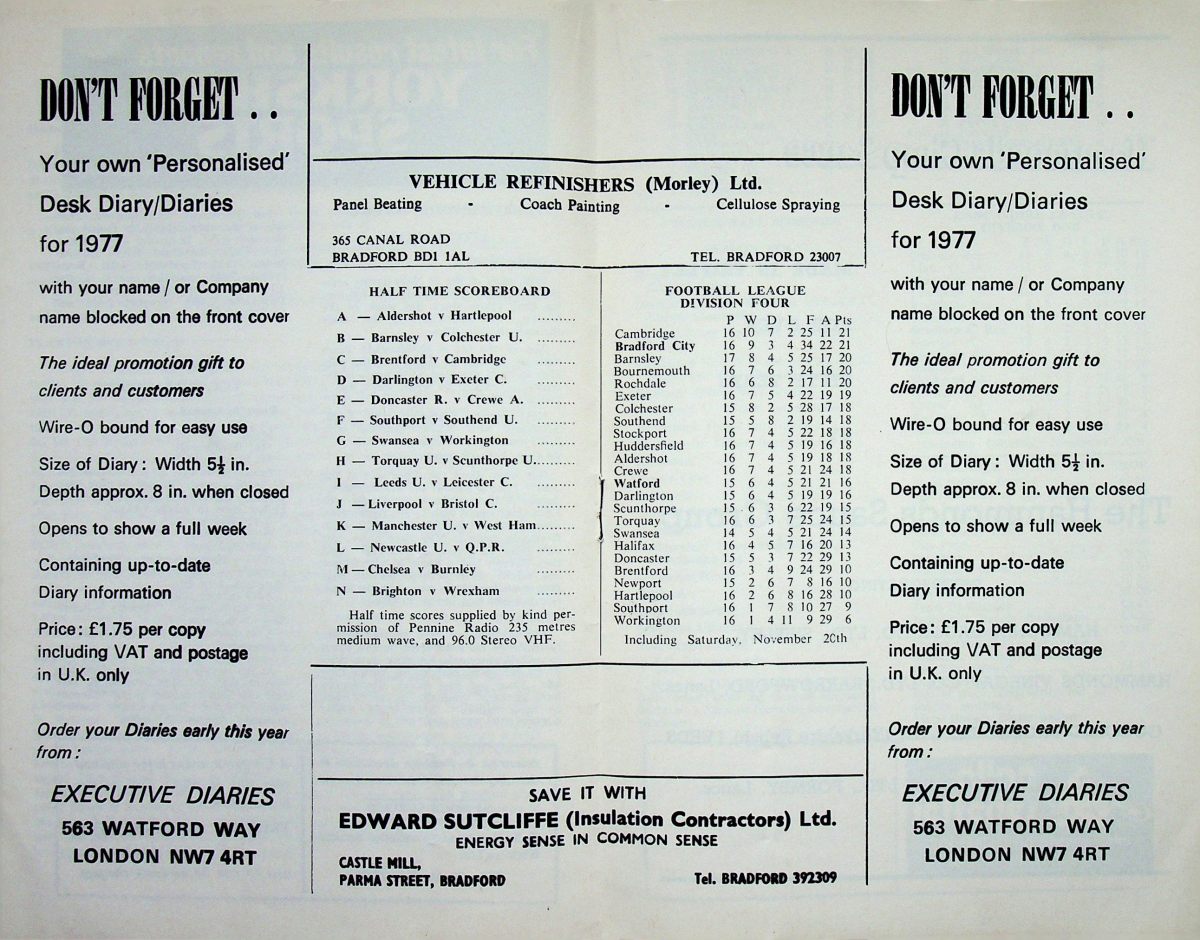 DON'T FORGET . .
Your own 'Personalised'
Desk Diary/Diaries
for 1977
with your name / or Company
name blocked on the front cover
The ideal promotion gift to
clients and customers
Wire-O bound for easy use
Size of Diary : Width 5½ in.
Depth approx. 8 in. when closed
Opens to show a full week
Containing up-to-date
Diary information
Price : £1.75 per copy
including VAT and postage
in U.K. only
Order your Diaries early this year
from :
EXECUTIVE DIARIES
563 WATFORD WAY
LONDON NW7 4RT
VEHICLE REFINISHERS (Morley) Ltd.
Panel Beating - Coach Painting - Cellulose Spraying
365 CANAL ROAD
BRADFORD BD1 1AL TEL. BRADFORD 23007
HALF TIME SCOREBOARD
A — Aldershot v Hartlepool .........
B — Barnsley v Colchester U. .........
C — Brentford v Cambridge .........
D — Darlington v Exeter C. .........
E — Doncaster R. v Crewe A. .........
F — Southport v Southend U. .........
G — Swansea v Workington .........
H — Torquay U. v Scunthorpe U..........
I — Leeds U. v Leicester C. .........
J — Liverpool v Bristol C. .........
K — Manchester U. v West Ham.........
L — Newcastle U. v Q.P.R. .........
M — Chelsea v Burnley .........
N — Brighton v Wrexham .........
Half time scores supplied by kind per-
mission of Pennine Radio 235 metres
medium wave, and 96.0 Stereo VHF.
FOOTBALL LEAGUE
DIVISION FOUR
P W D L F A Pts
Cambridge 16 10 7 2 25 11 21
Bradford City 16 9 3 4 34 22 21
Barnsley 17 8 4 5 25 17 20
Bournemouth 16 7 6 3 24 16 20
Rochdale 16 6 8 2 17 11 20
Exeter 16 7 5 4 22 19 19
Colchester 15 8 2 5 28 17 18
Southend 15 5 8 2 19 14 18
Stockport 16 7 4 5 22 18 18
Huddersfield 16 7 4 5 19 16 18
Aldershot 16 7 4 5 19 18 18
Crewe 16 7 4 5 21 24 18
Watford 15 6 4 5 21 21 16
Darlington 15 6 4 5 19 19 16
Scunthorpe 15 6 3 6 22 19 15
Torquay 16 6 3 7 25 24 15
Swansea 14 5 4 5 21 24 14
Halifax 16 4 5 7 16 20 13
Doncaster 15 5 3 7 22 29 13
Brentford 16 3 4 9 24 29 10
Newport 15 2 6 7 8 16 10
Hartlepool 16 2 6 8 16 28 10
Southport 16 1 7 8 10 27 9
Workington 16 1 4 11 9 29 6
Including Saturday, November 20th
SAVE IT WITH
EDWARD SUTCLIFFE (Insulation Contractors) Ltd.
ENERGY SENSE IN COMMON SENSE
CASTLE MILL,
PARMA STREET, BRADFORD Tel. BRADFORD 392309
DON'T FORGET . .
Your own 'Personalised'
Desk Diary/Diaries
for 1977
with your name / or Company
name blocked on the front cover
The ideal promotion gift to
clients and customers
Wire-O bound for easy use
Size of Diary : Width 5½ in.
Depth approx. 8 in. when closed
Opens to show a full week
Containing up-to-date
Diary information
Price : £1.75 per copy
including VAT and postage
in U.K. only
Order your Diaries early this year
from :
EXECUTIVE DIARIES
563 WATFORD WAY
LONDON NW7 4RT